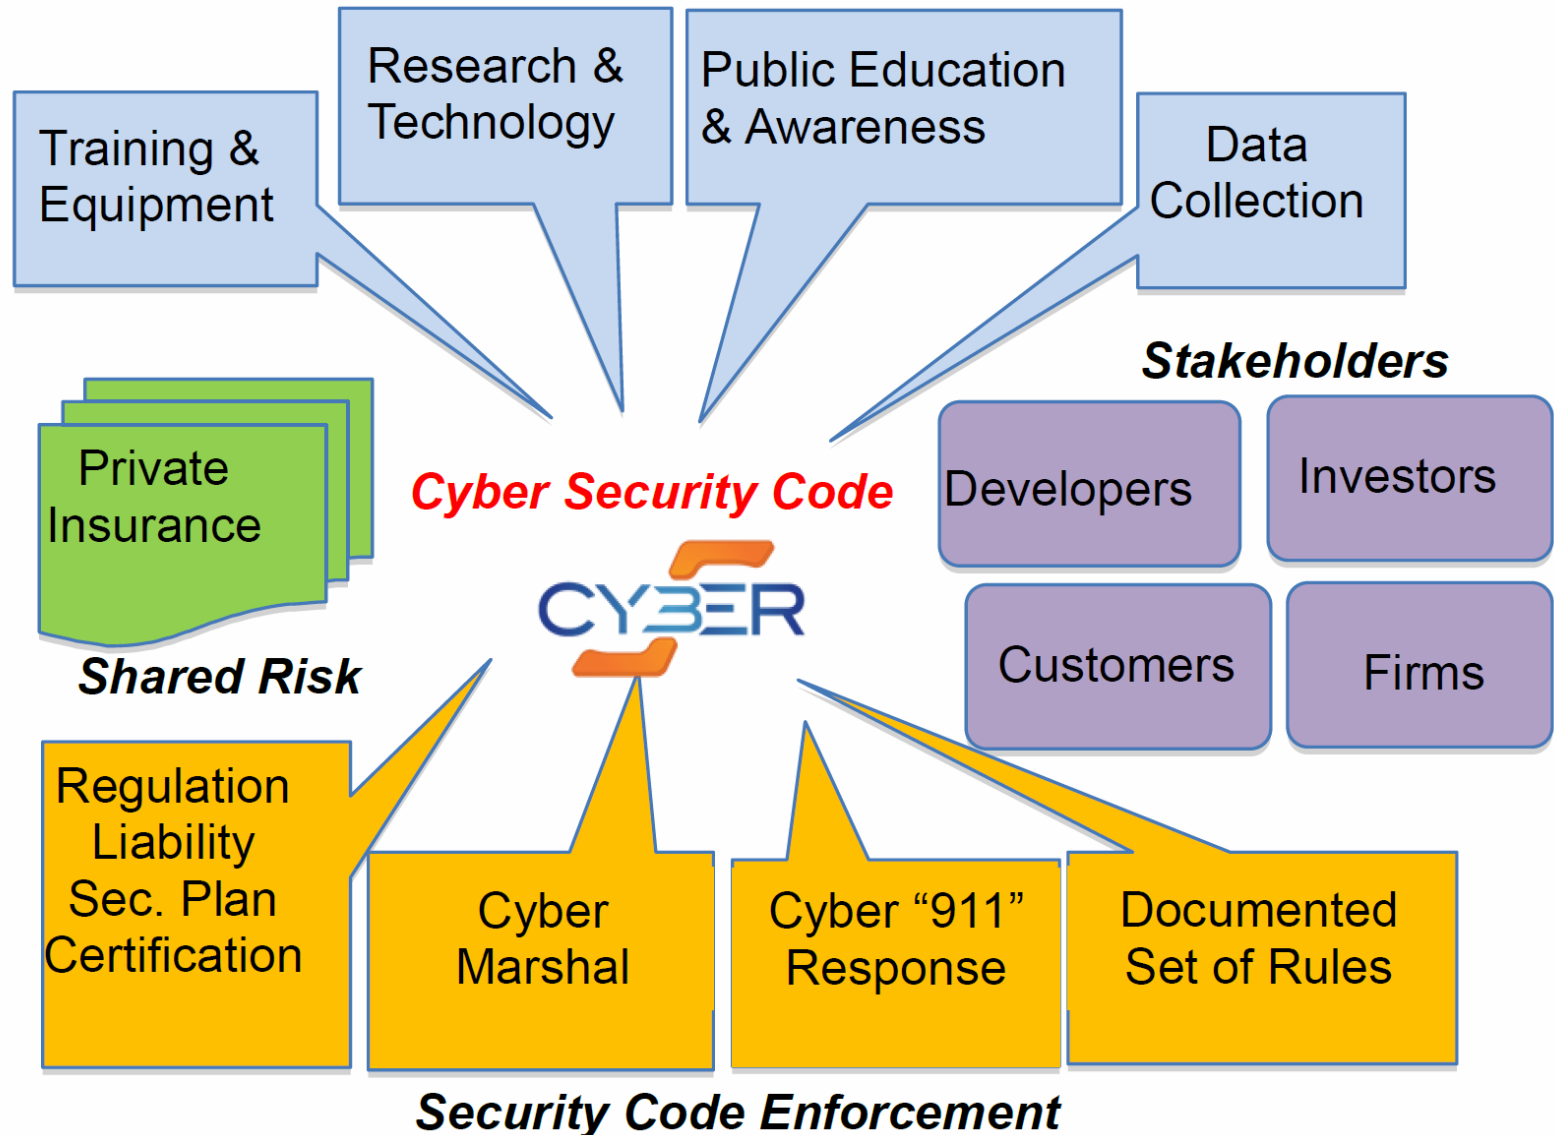 Training &
Equipment
Research &
Technology
Public Education
& Awareness
Data
Collection
Private
Insurance
Shared Risk
Cyber Security Code
CYBER
Stakeholders
Developers
Investors
Customers
Firms
Regulation
Liability
Sec. Plan
Certification
Cyber
Marshal
Cyber “911”
Response
Documented
Set of Rules
Security Code Enforcement